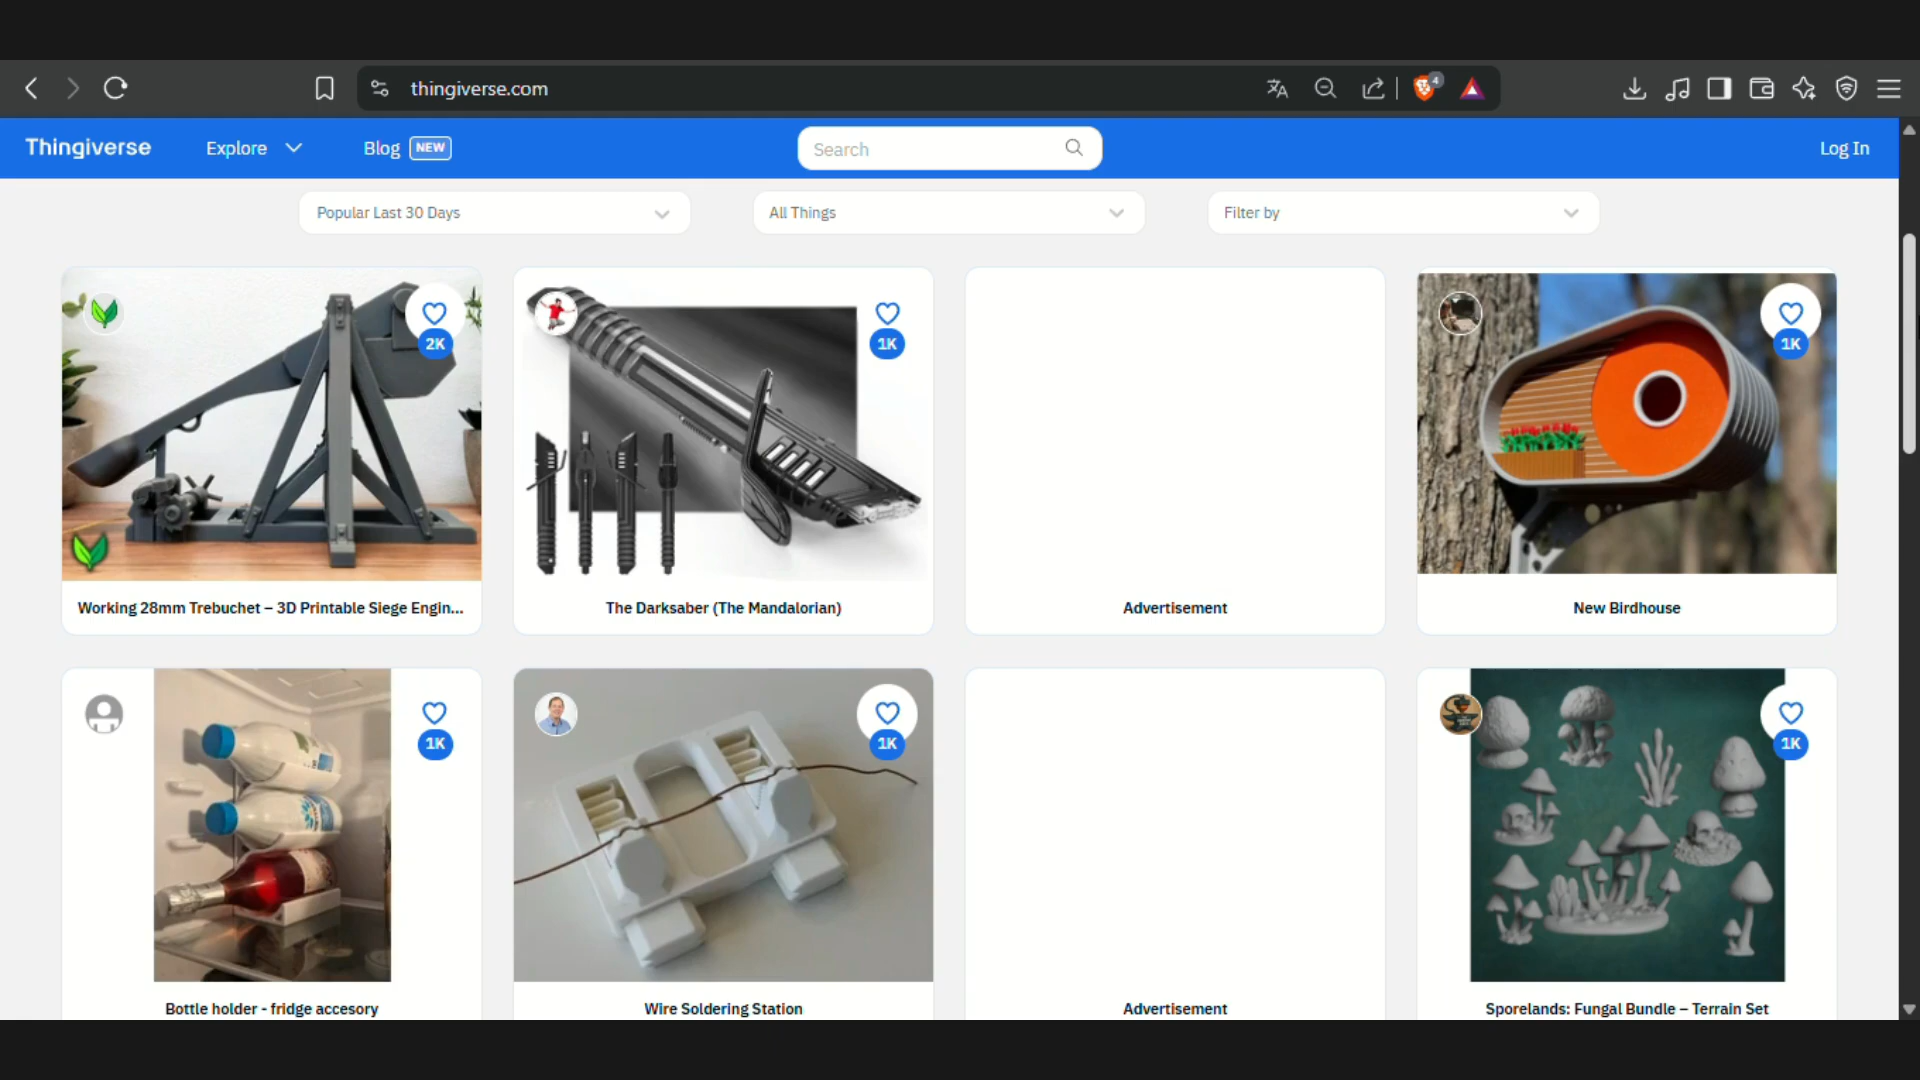 4
thingiverse.com
Thingiverse
Explore
Blog NEW
Search
Log In
Popular Last 30 Days
All Things
Filter by
2K
1K
1K
Working 28mm Trebuchet – 3D Printable Siege Engin...
The Darksaber (The Mandalorian)
Advertisement
New Birdhouse
1K
1K
1K
Bottle holder - fridge accesory
Wire Soldering Station
Advertisement
Sporelands: Fungal Bundle – Terrain Set